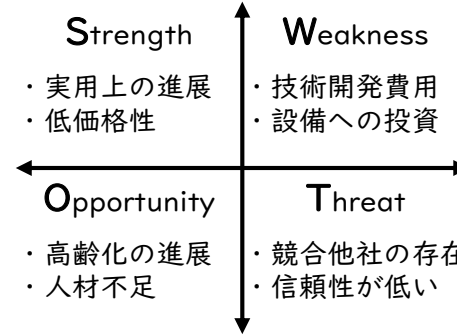 Strength
・実用上の進展
・低価格性
Weakness
・技術開発費用
・設備への投資
Opportunity
・高齢化の進展
・人材不足
Threat
・競合他社の存在
・信頼性が低い